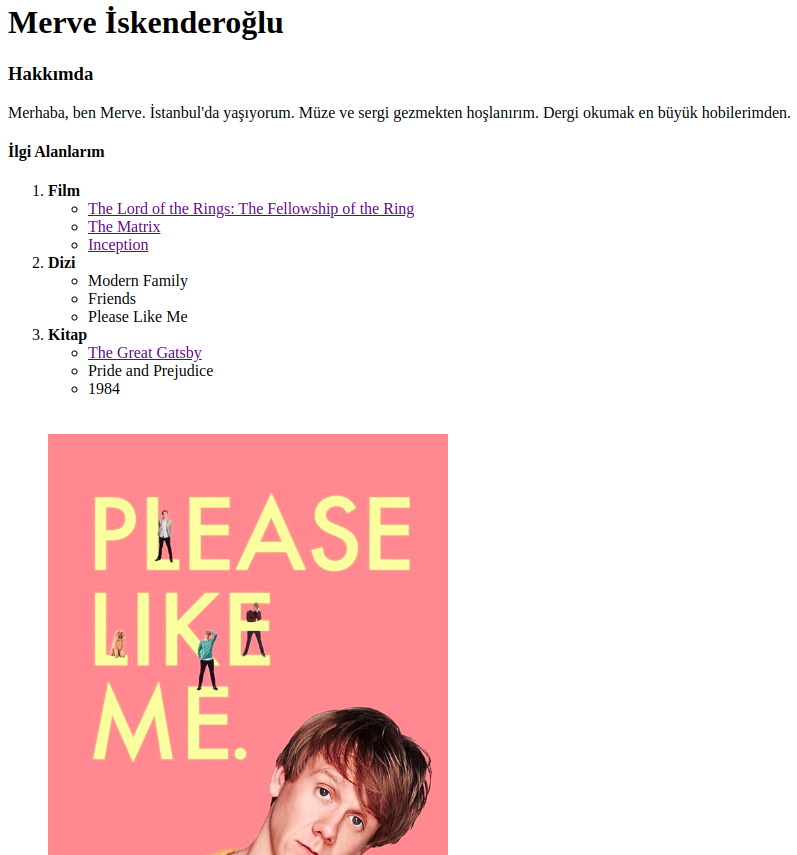 Merve İskenderoğlu
Hakkımda
Merhaba, ben Merve. İstanbul'da yaşıyorum. Müze ve sergi gezmekten hoşlanırım. Dergi okumak en büyük hobilerimden.
İlgi Alanlarım
1. Film
The Lord of the Rings: The Fellowship of the Ring
The Matrix
Inception
2. Dizi
Modern Family
Friends
Please Like Me
3. Kitap
The Great Gatsby
Pride and Prejudice
1984
PLEASE
LIKE
ME.